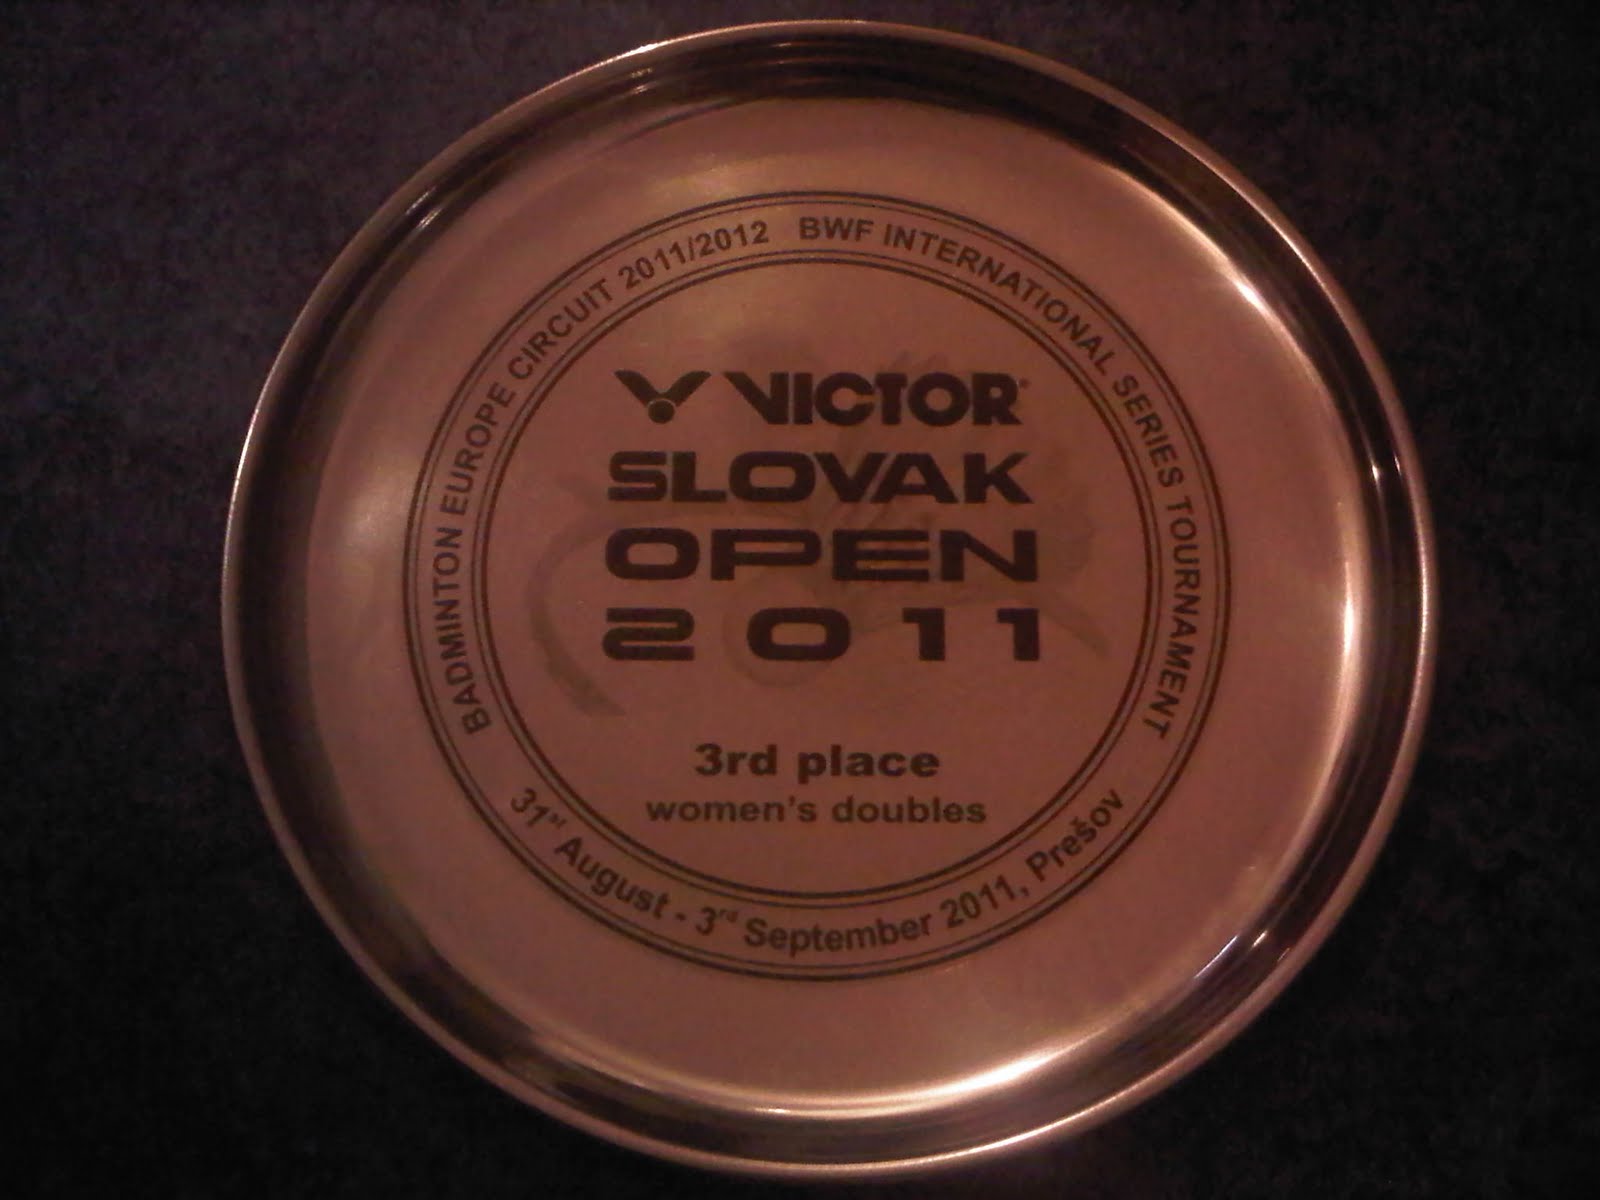 BADMINTON EUROPE CIRCUIT 2011/2012 BWF INTERNATIONAL SERIES TOURNAMENT
VICTOR®
SLOVAK
OPEN
2011
3rd place
women's doubles
31st August - 3rd September 2011, Prešov